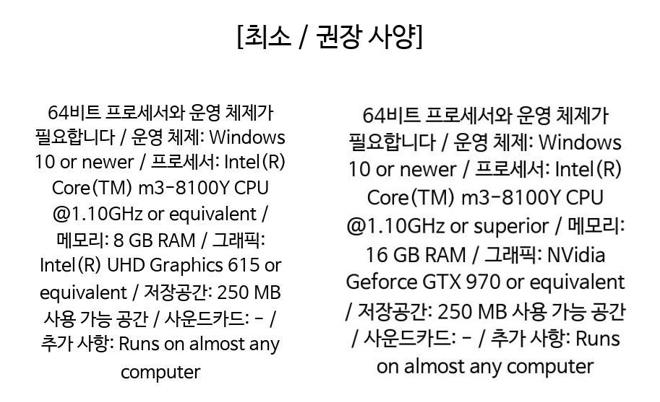 [최소 / 권장 사양]
64비트 프로세서와 운영 체제가
필요합니다 / 운영 체제: Windows
10 or newer / 프로세서: Intel(R)
Core(TM) m3-8100Y CPU
@1.10GHz or equivalent /
메모리: 8 GB RAM / 그래픽:
Intel(R) UHD Graphics 615 or
equivalent / 저장공간: 250 MB
사용 가능 공간 / 사운드카드: - /
추가 사항: Runs on almost any
computer
64비트 프로세서와 운영 체제가
필요합니다 / 운영 체제: Windows
10 or newer / 프로세서: Intel(R)
Core(TM) m3-8100Y CPU
@1.10GHz or superior / 메모리:
16 GB RAM / 그래픽: NVidia
Geforce GTX 970 or equivalent
/ 저장공간: 250 MB 사용 가능 공간
/ 사운드카드: - / 추가 사항: Runs
on almost any computer